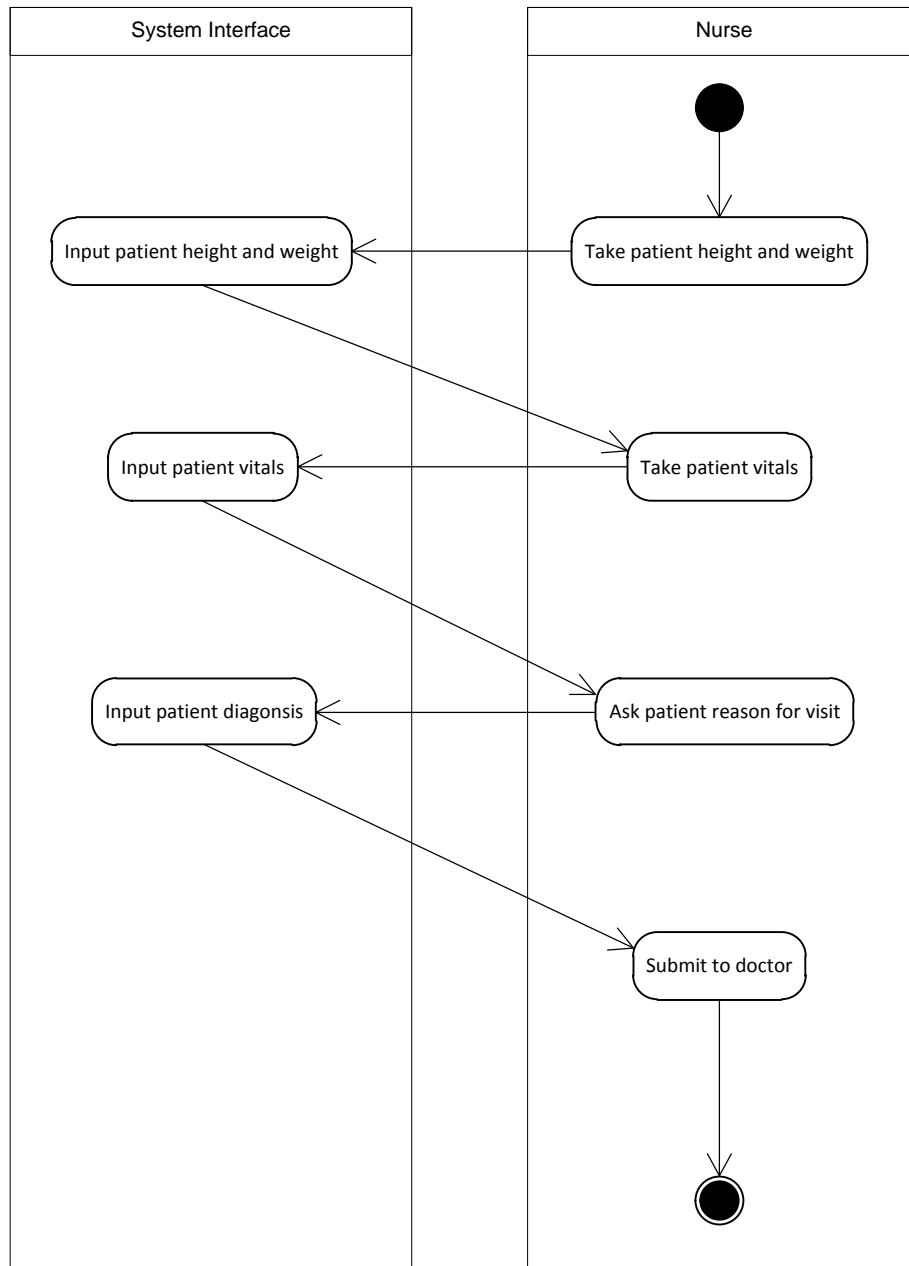 System Interface
Nurse
Input patient height and weight
Take patient height and weight
Input patient vitals
Take patient vitals
Input patient diagonsis
Ask patient reason for visit
Submit to doctor